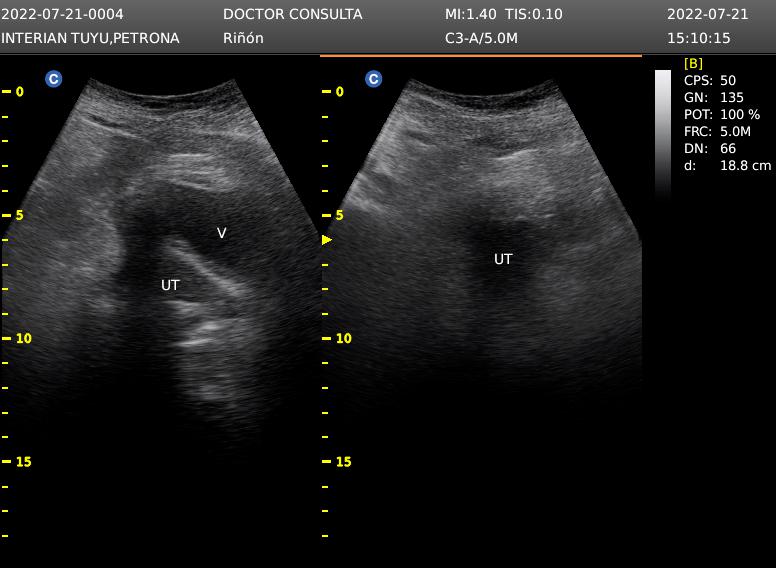 2022-07-21-0004 DOCTOR CONSULTA MI:1.40 TIS:0.10 2022-07-21
INTERIAN TUYU,PETRONA Riñón C3-A/5.0M 15:10:15
C
C
[B]
CPS: 50
GN: 135
POT: 100 %
FRC: 5.0M
DN: 66
d: 18.8 cm
0
5
10
15
V
UT
0
5
10
15
UT